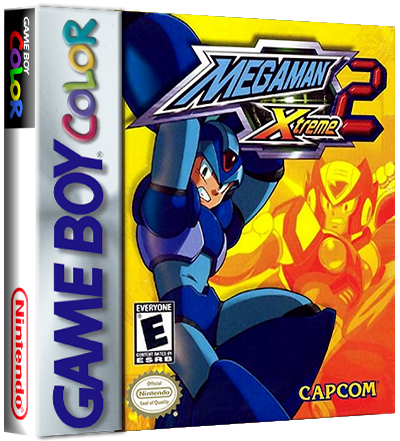 GAME BOY
COLOR
Nintendo
GAME BOY COLOR
MEGAMAN
Xtreme 2
EVERYONE
E
CONTENT RATED BY
ESRB
Official
Nintendo
Seal of Quality
CAPCOM